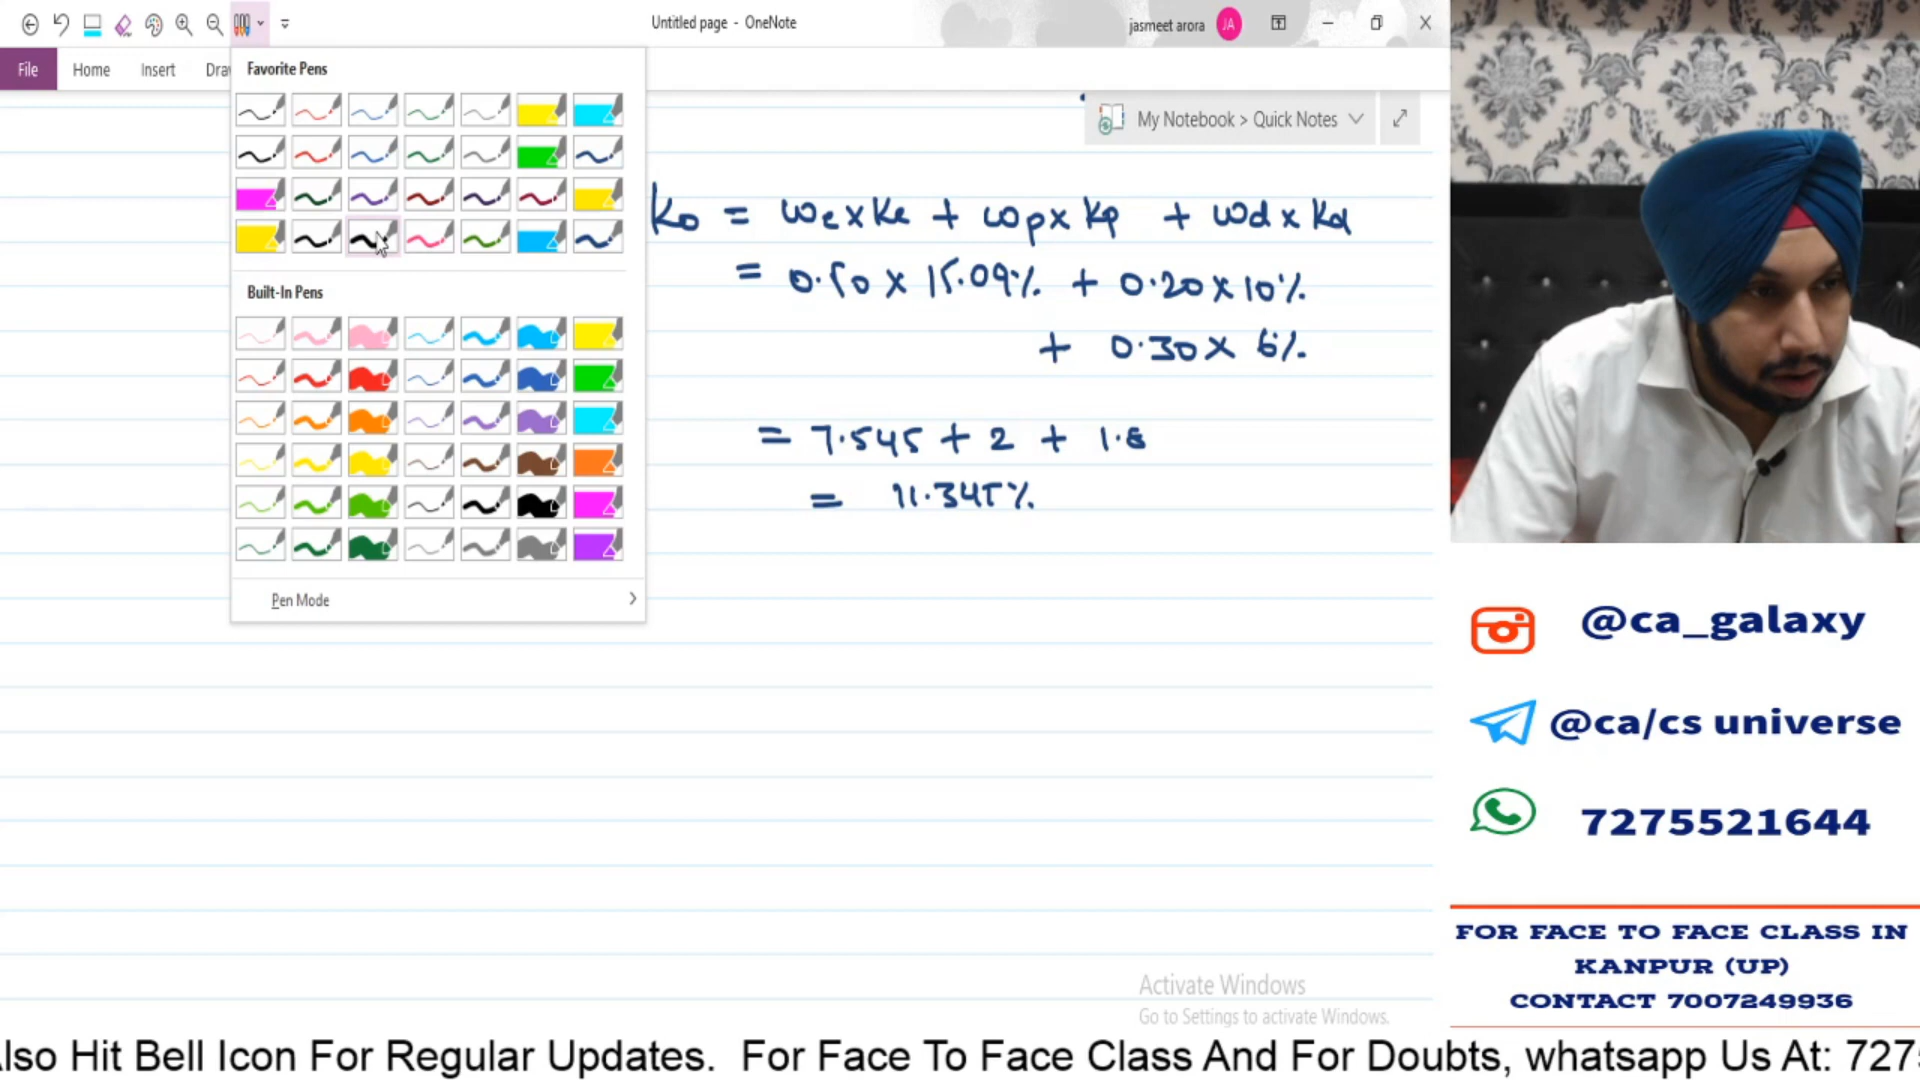 Untitled page - OneNote
jasmeet arora
JA
File
Home
Insert
Dra
Favorite Pens
My Notebook > Quick Notes
Ko = We x Ke + Wp x Kp + Wd x Kd
= 0.50 x 15.09% + 0.20 x 10%
+ 0.30 x 6%
= 7.545 + 2 + 1.8
= 11.345%
Built-In Pens
Pen Mode
@ca_galaxy
@ca/cs universe
7275521644
FOR FACE TO FACE CLASS IN
KANPUR (UP)
CONTACT 7007249936
Activate Windows
Go to Settings to activate Windows.
lso Hit Bell Icon For Regular Updates. For Face To Face Class And For Doubts, whatsapp Us At: 727